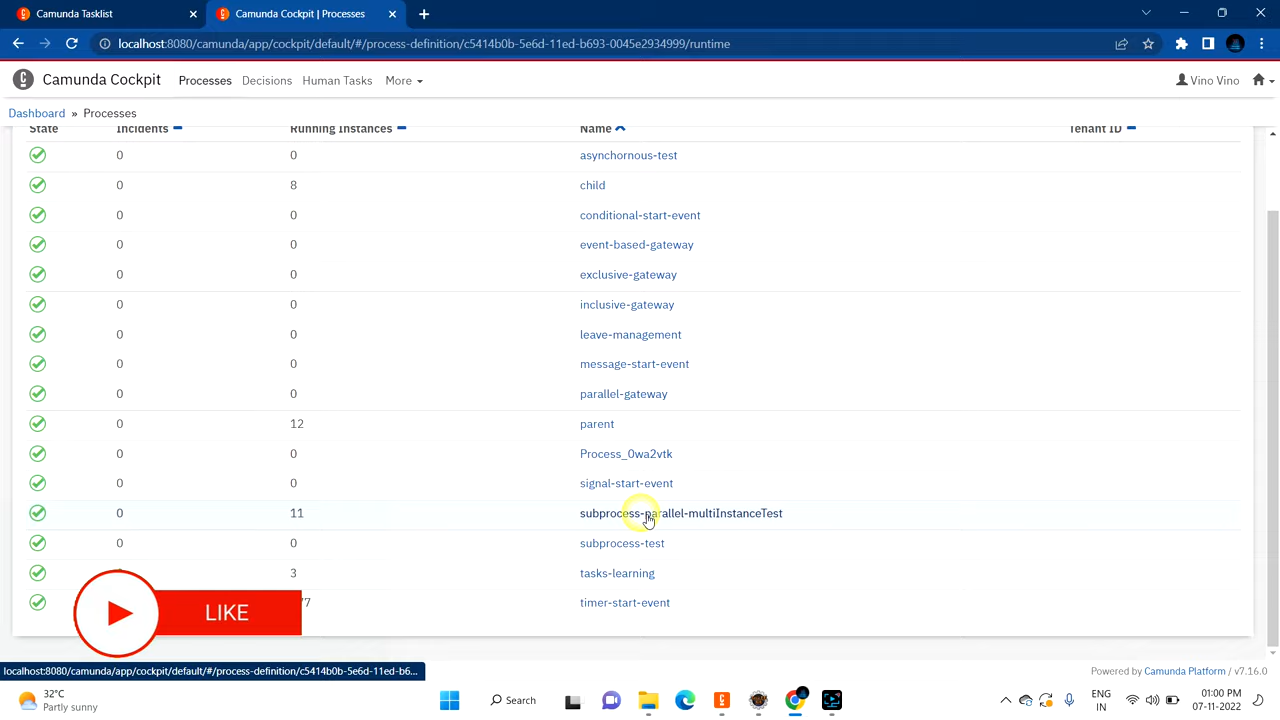 Camunda Tasklist
Camunda Cockpit | Processes
localhost:8080/camunda/app/cockpit/default/#/process-definition/c5414b0b-5e6d-11ed-b693-0045e2934999/runtime
Camunda Cockpit Processes Decisions Human Tasks More Vino Vino
Dashboard » Processes
State Incidents Running Instances Name Tenant ID
0 0 asynchornous-test
0 8 child
0 0 conditional-start-event
0 0 event-based-gateway
0 0 exclusive-gateway
0 0 inclusive-gateway
0 0 leave-management
0 0 message-start-event
0 0 parallel-gateway
0 12 parent
0 0 Process_0wa2vtk
0 0 signal-start-event
0 11 subprocess-parallel-multiInstanceTest
0 0 subprocess-test
3 tasks-learning
77 timer-start-event
LIKE
localhost:8080/camunda/app/cockpit/default/#/process-definition/c5414b0b-5e6d-11ed-b6...
Powered by Camunda Platform / v7.16.0
32°C
Partly sunny
Search
ENG
IN
01:00 PM
07-11-2022